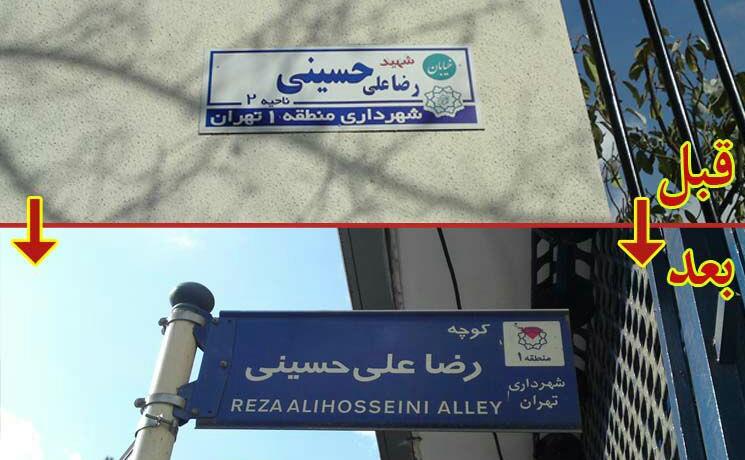 خیابان
شهید
رضا علی حسینی
ناحیه ۲
شهرداری منطقه ۱ تهران
قبل
بعد
کوچه
رضا علی حسینی
منطقه ۱
شهرداری
تهران
REZA ALIHOSSEINI ALLEY